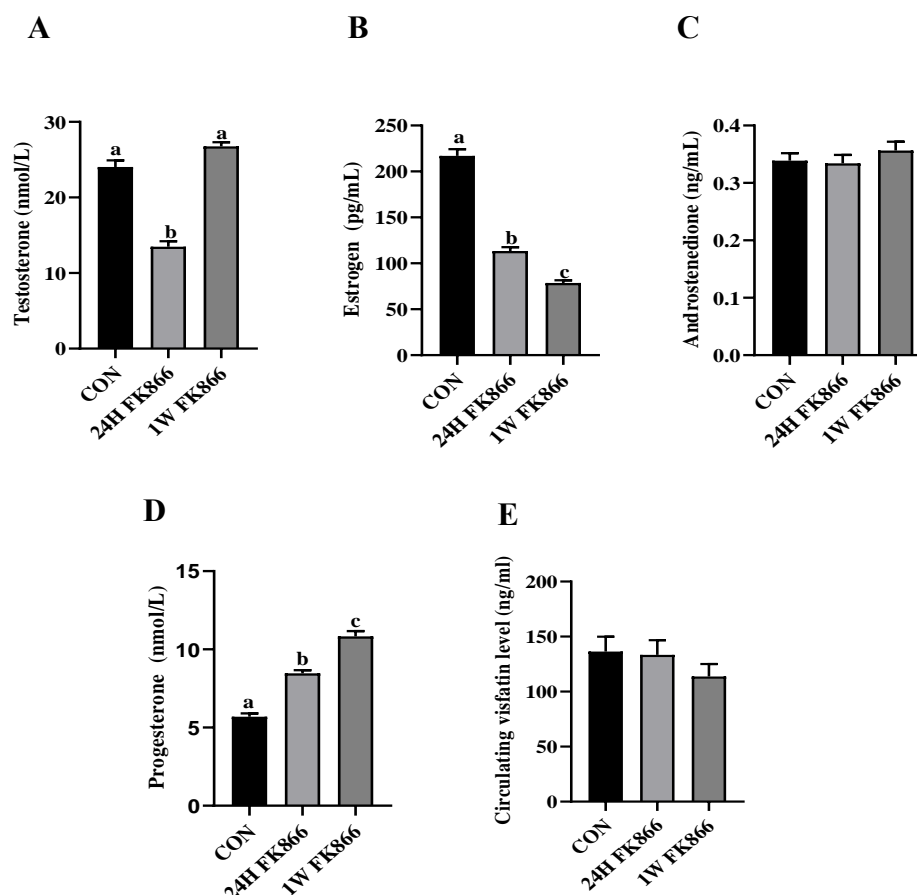 A
Testosterone (nmol/L)
30
20
10
0
a
b
a
CON
24H FK866
1W FK866
B
Estrogen (pg/mL)
250
200
150
100
50
0
a
b
c
CON
24H FK866
1W FK866
C
Androstenedione (ng/mL)
0.4
0.3
0.2
0.1
0.0
CON
24H FK866
1W FK866
D
Progesterone (nmol/L)
15
10
5
0
a
b
c
CON
24H FK866
1W FK866
E
Circulating visfatin level (ng/ml)
200
150
100
50
0
CON
24H FK866
1W FK866